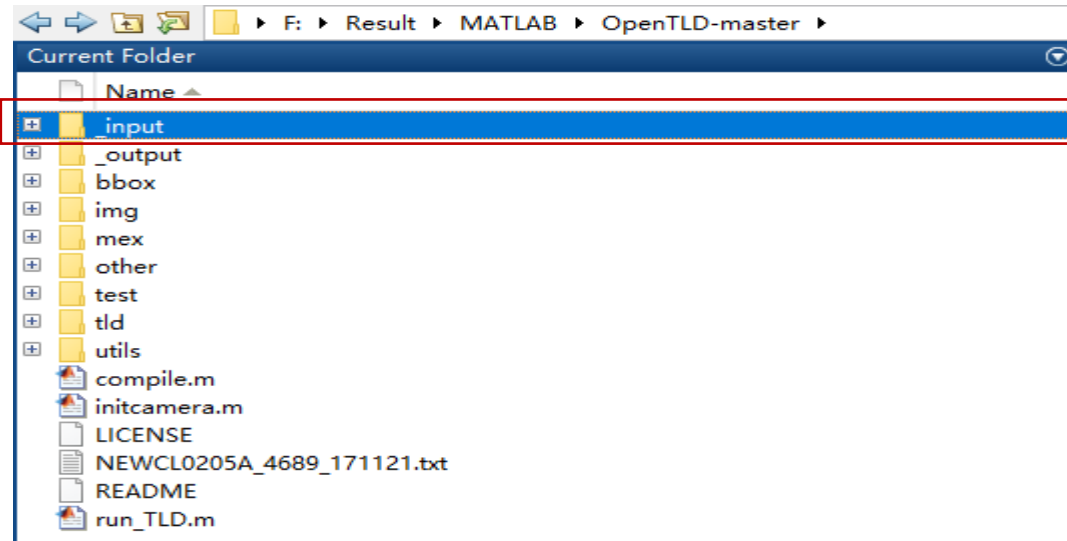 F: Result MATLAB OpenTLD-master
Current Folder
Name
_input
_output
bbox
img
mex
other
test
tld
utils
compile.m
initcamera.m
LICENSE
NEWCL0205A_4689_171121.txt
README
run_TLD.m